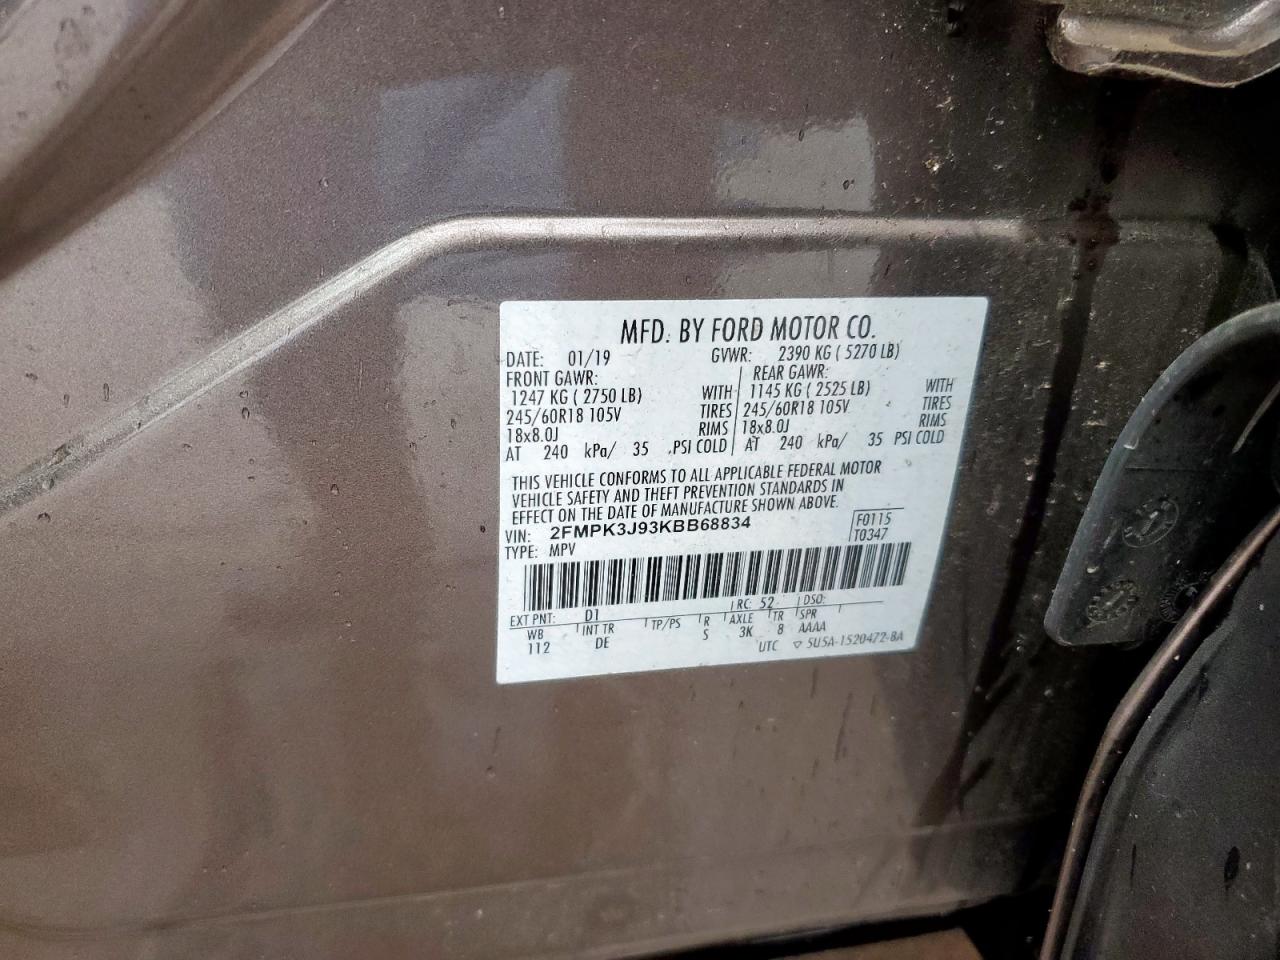 MFD. BY FORD MOTOR CO.
DATE: 01/19 GVWR: 2390 KG ( 5270 LB)
FRONT GAWR: REAR GAWR:
1247 KG ( 2750 LB) WITH 1145 KG ( 2525 LB) WITH
245/60R18 105V TIRES 245/60R18 105V TIRES
18x8.0J RIMS 18x8.0J RIMS
AT 240 kPa/ 35 PSI COLD AT 240 kPa/ 35 PSI COLD
THIS VEHICLE CONFORMS TO ALL APPLICABLE FEDERAL MOTOR
VEHICLE SAFETY AND THEFT PREVENTION STANDARDS IN
EFFECT ON THE DATE OF MANUFACTURE SHOWN ABOVE.
VIN: 2FMPK3J93KBB68834 F0115
TYPE: MPV T0347
EXT PNT: D1 RC: 52 DSO:
WB INT TR TP/PS R AXLE TR SPR
112 DE S 3K 8 AAAA
UTC ▽ 5U5A-1520472-BA